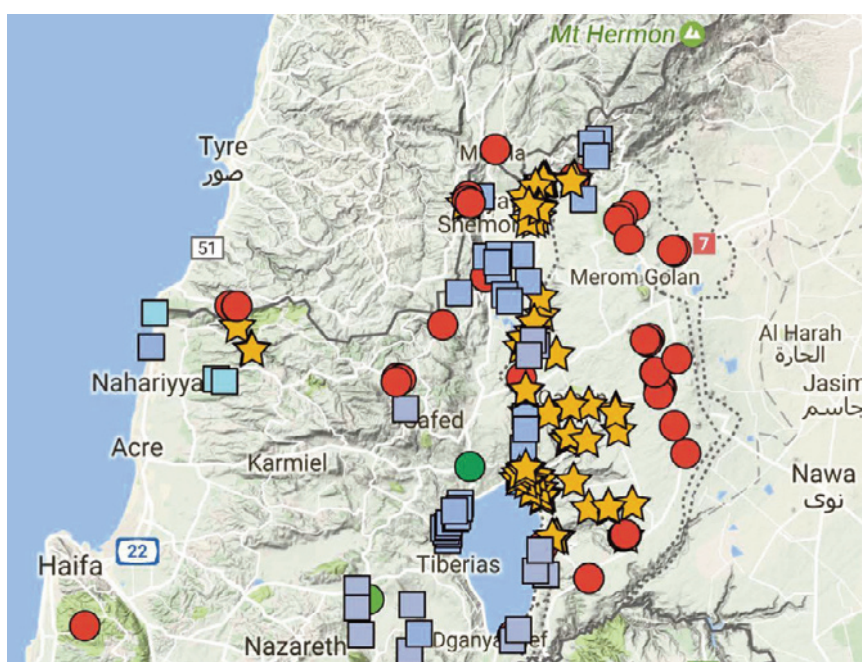 Mt Hermon
Tyre
صور
Shemo
51
7
Merom Golan
Al Harah
الحارة
Nahariyya
Jasim
جاسم
Safed
Acre
Karmiel
Nawa
نوى
22
Haifa
Tiberias
Nazareth